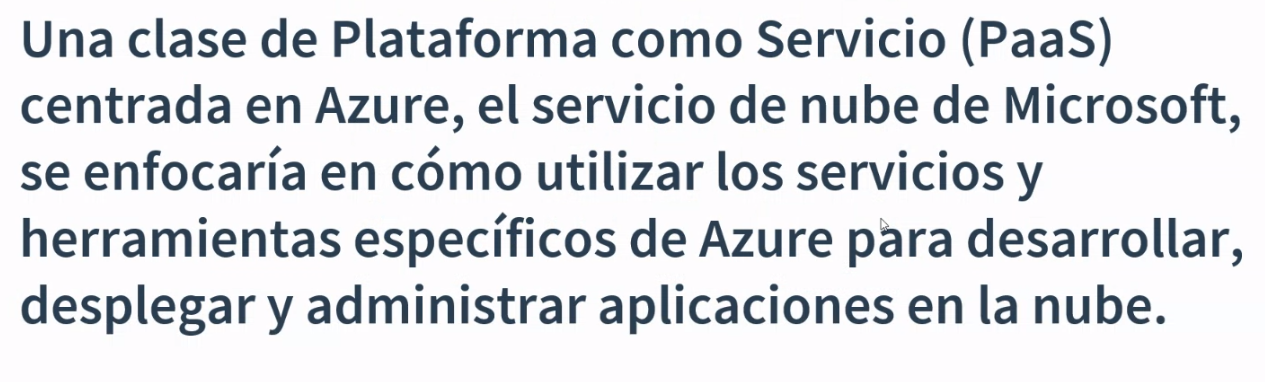 Una clase de Plataforma como Servicio (PaaS)
centrada en Azure, el servicio de nube de Microsoft,
se enfocaría en cómo utilizar los servicios y
herramientas específicos de Azure para desarrollar,
desplegar y administrar aplicaciones en la nube.